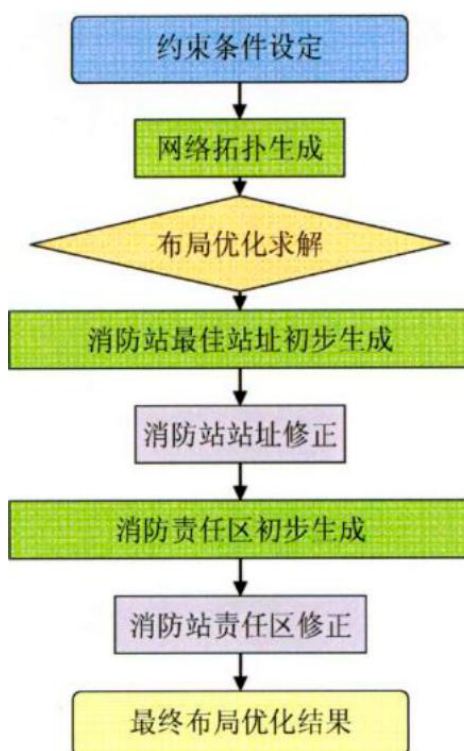 约束条件设定
网络拓扑生成
布局优化求解
消防站最佳站址初步生成
消防站站址修正
消防责任区初步生成
消防站责任区修正
最终布局优化结果